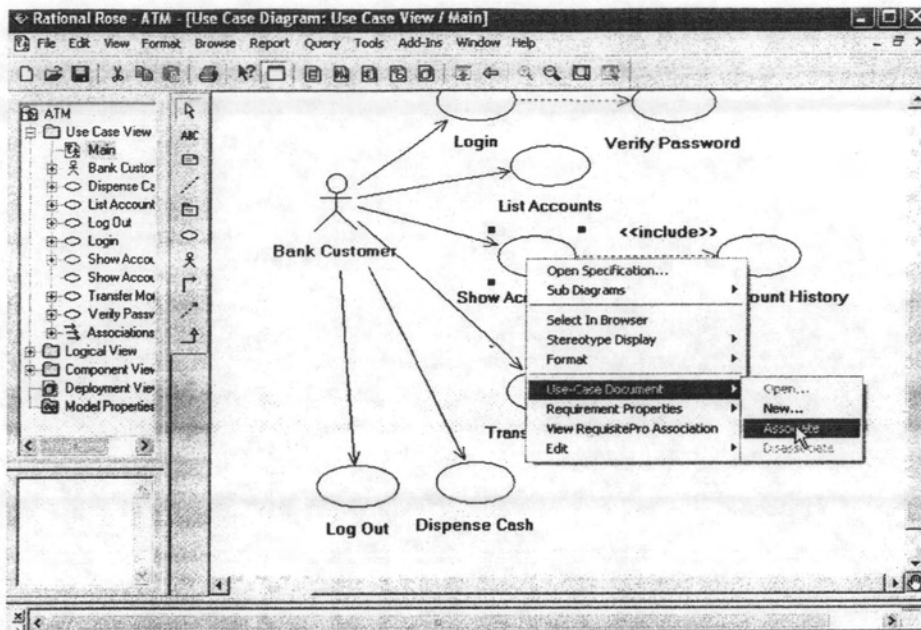 Rational Rose - ATM - [Use Case Diagram: Use Case View / Main]
File Edit View Format Browse Report Query Tools Add-Ins Window Help
ATM
Use Case View
Main
Bank Custor
Dispense Ca
List Account
Log Out
Login
Show Accou
Show Accou
Transfer Mo
Verify Passw
Associations
Logical View
Component View
Deployment View
Model Properties
ABC
Login
Verify Password
List Accounts
Bank Customer
<<include>>
Show Acc
ount History
Trans
Log Out
Dispense Cash
Open Specification...
Sub Diagrams
Select In Browser
Stereotype Display
Format
Use-Case Document
Requirement Properties
View RequisitePro Association
Edit
Open...
New...
Associate
Disassociate